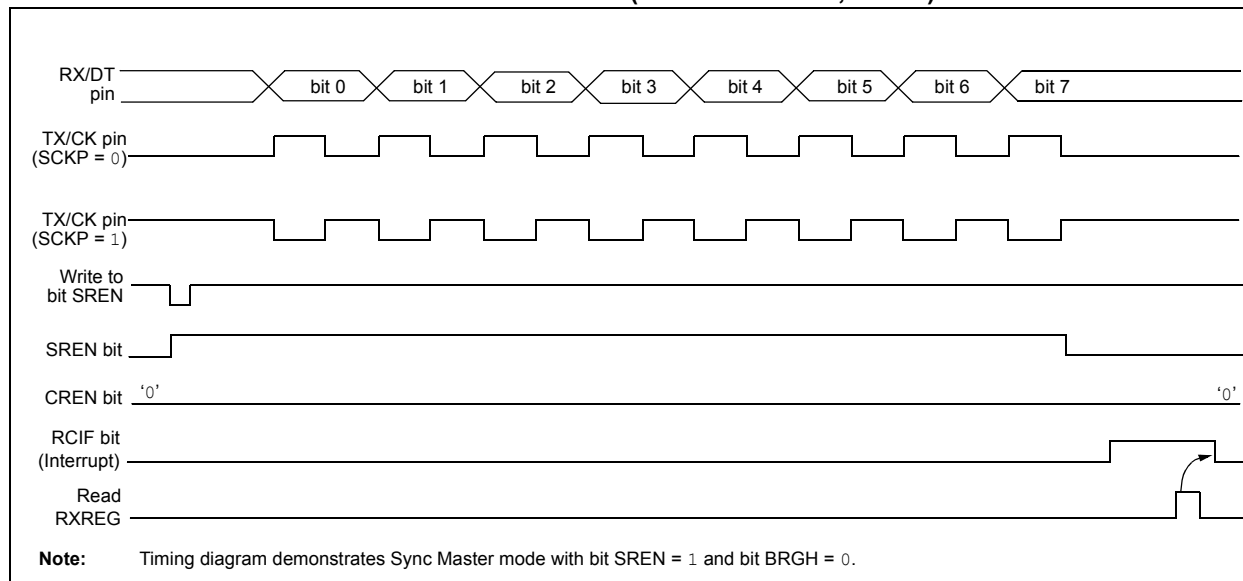 RX/DT
pin
bit 0 bit 1 bit 2 bit 3 bit 4 bit 5 bit 6 bit 7
TX/CK pin
(SCKP = 0)
TX/CK pin
(SCKP = 1)
Write to
bit SREN
SREN bit
CREN bit ‘0’ ‘0’
RCIF bit
(Interrupt)
Read
RXREG
Note: Timing diagram demonstrates Sync Master mode with bit SREN = 1 and bit BRGH = 0.